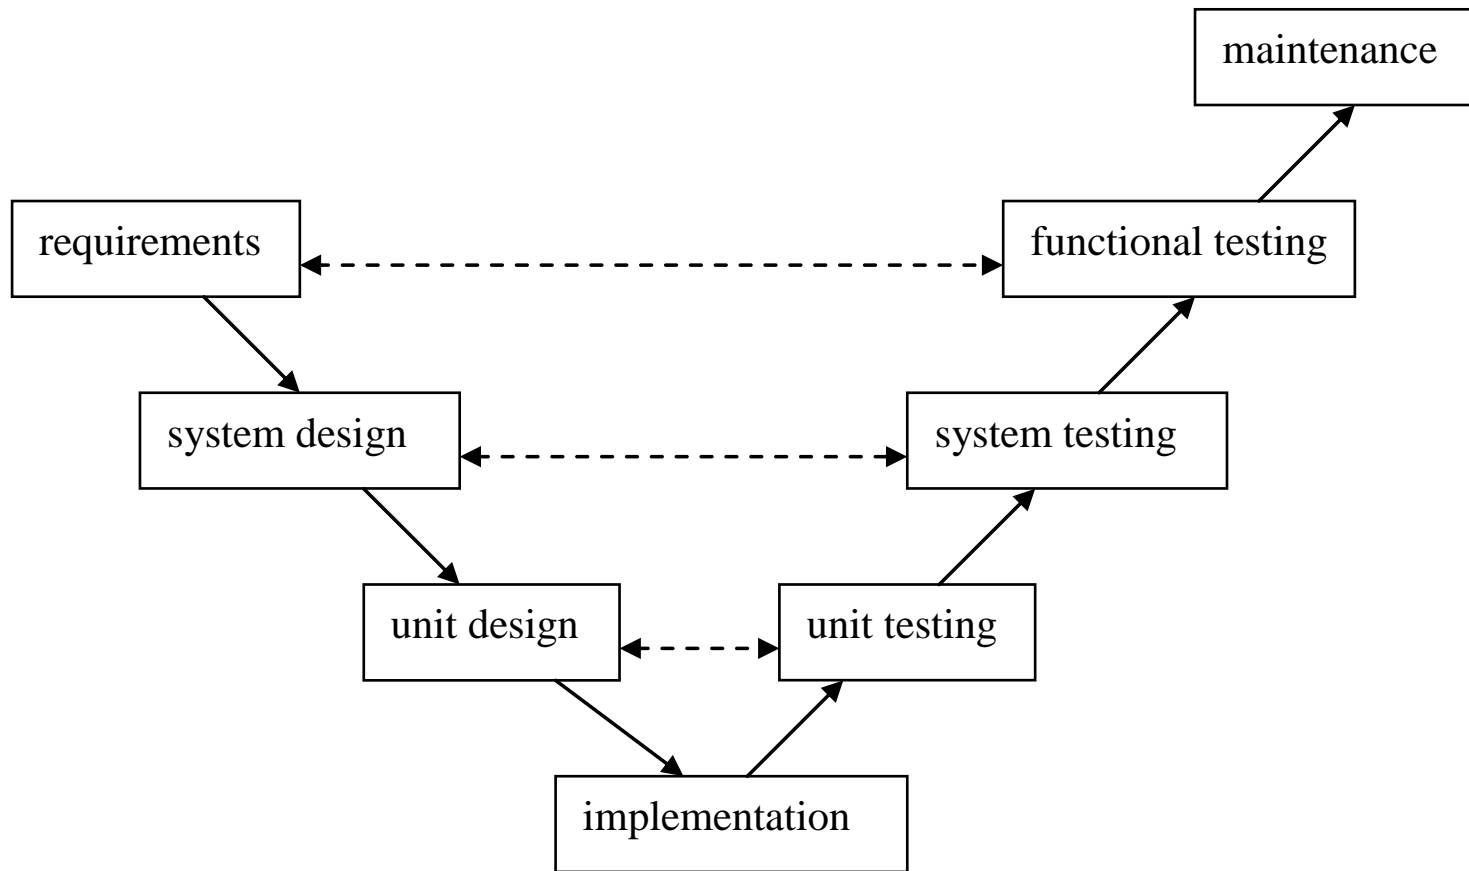 maintenance
requirements
functional testing
system design
system testing
unit design
unit testing
implementation